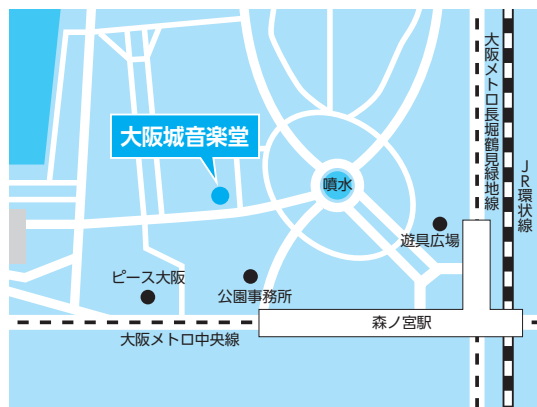 大阪城音楽堂
噴水
遊具広場
ピース大阪
公園事務所
森ノ宮駅
大阪メトロ中央線
大阪メトロ長堀鶴見緑地線
JR環状線